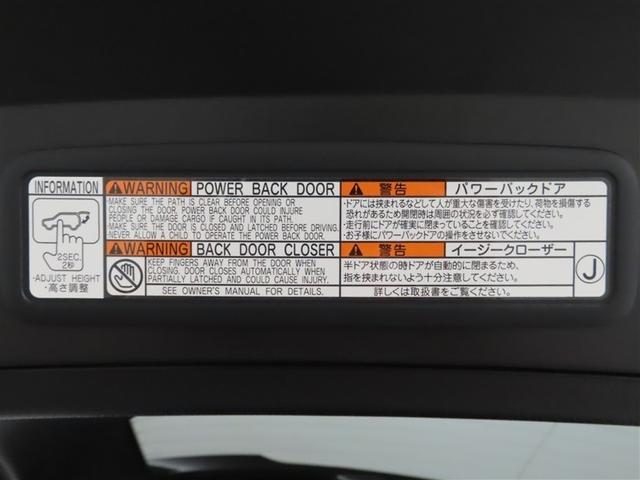 INFORMATION
2SEC.
2秒
·ADJUST HEIGHT
·高さ調整
WARNING POWER BACK DOOR
·MAKE SURE THE PATH IS CLEAR BEFORE OPENING OR
CLOSING THE DOOR. POWER BACK DOOR COULD INJURE
PEOPLE OR DAMAGE CARGO IF CAUGHT IN ITS PATH.
·MAKE SURE THE DOOR IS CLOSED AND LATCHED BEFORE DRIVING.
·NEVER ALLOW A CHILD TO OPERATE THE POWER BACK DOOR.
WARNING BACK DOOR CLOSER
KEEP FINGERS AWAY FROM THE DOOR WHEN
CLOSING. DOOR CLOSES AUTOMATICALLY WHEN
PARTIALLY LATCHED AND COULD CAUSE INJURY.
SEE OWNER'S MANUAL FOR DETAILS.
警告 パワーバックドア
·ドアには挟まれるなどして人が重大な傷害を受けたり、荷物を損傷する
恐れがあるため開閉時は周囲の状況を必ず確認してください。
·走行前にドアが確実に閉まっていることを確認してください。
·お子様にパワーバックドアの操作をさせないでください。
警告 イージークローザー
半ドア状態の時ドアが自動的に閉まるため、
指を挟まれないよう十分注意してください。
詳しくは取扱書をご覧ください。
J